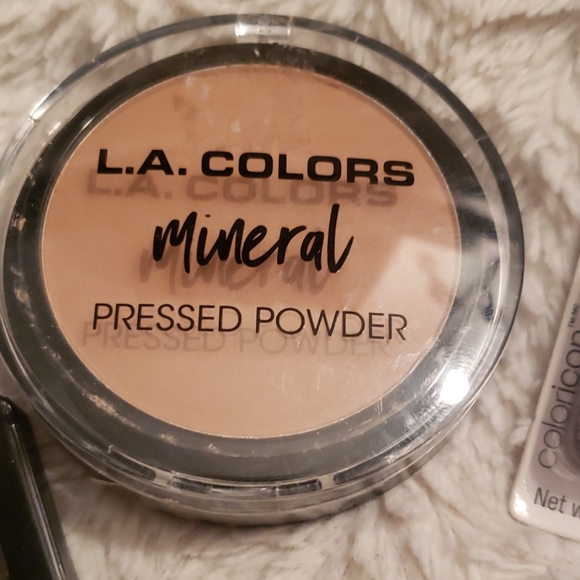 L.A. COLORS
mineral
PRESSED POWDER
coloricon
Net w